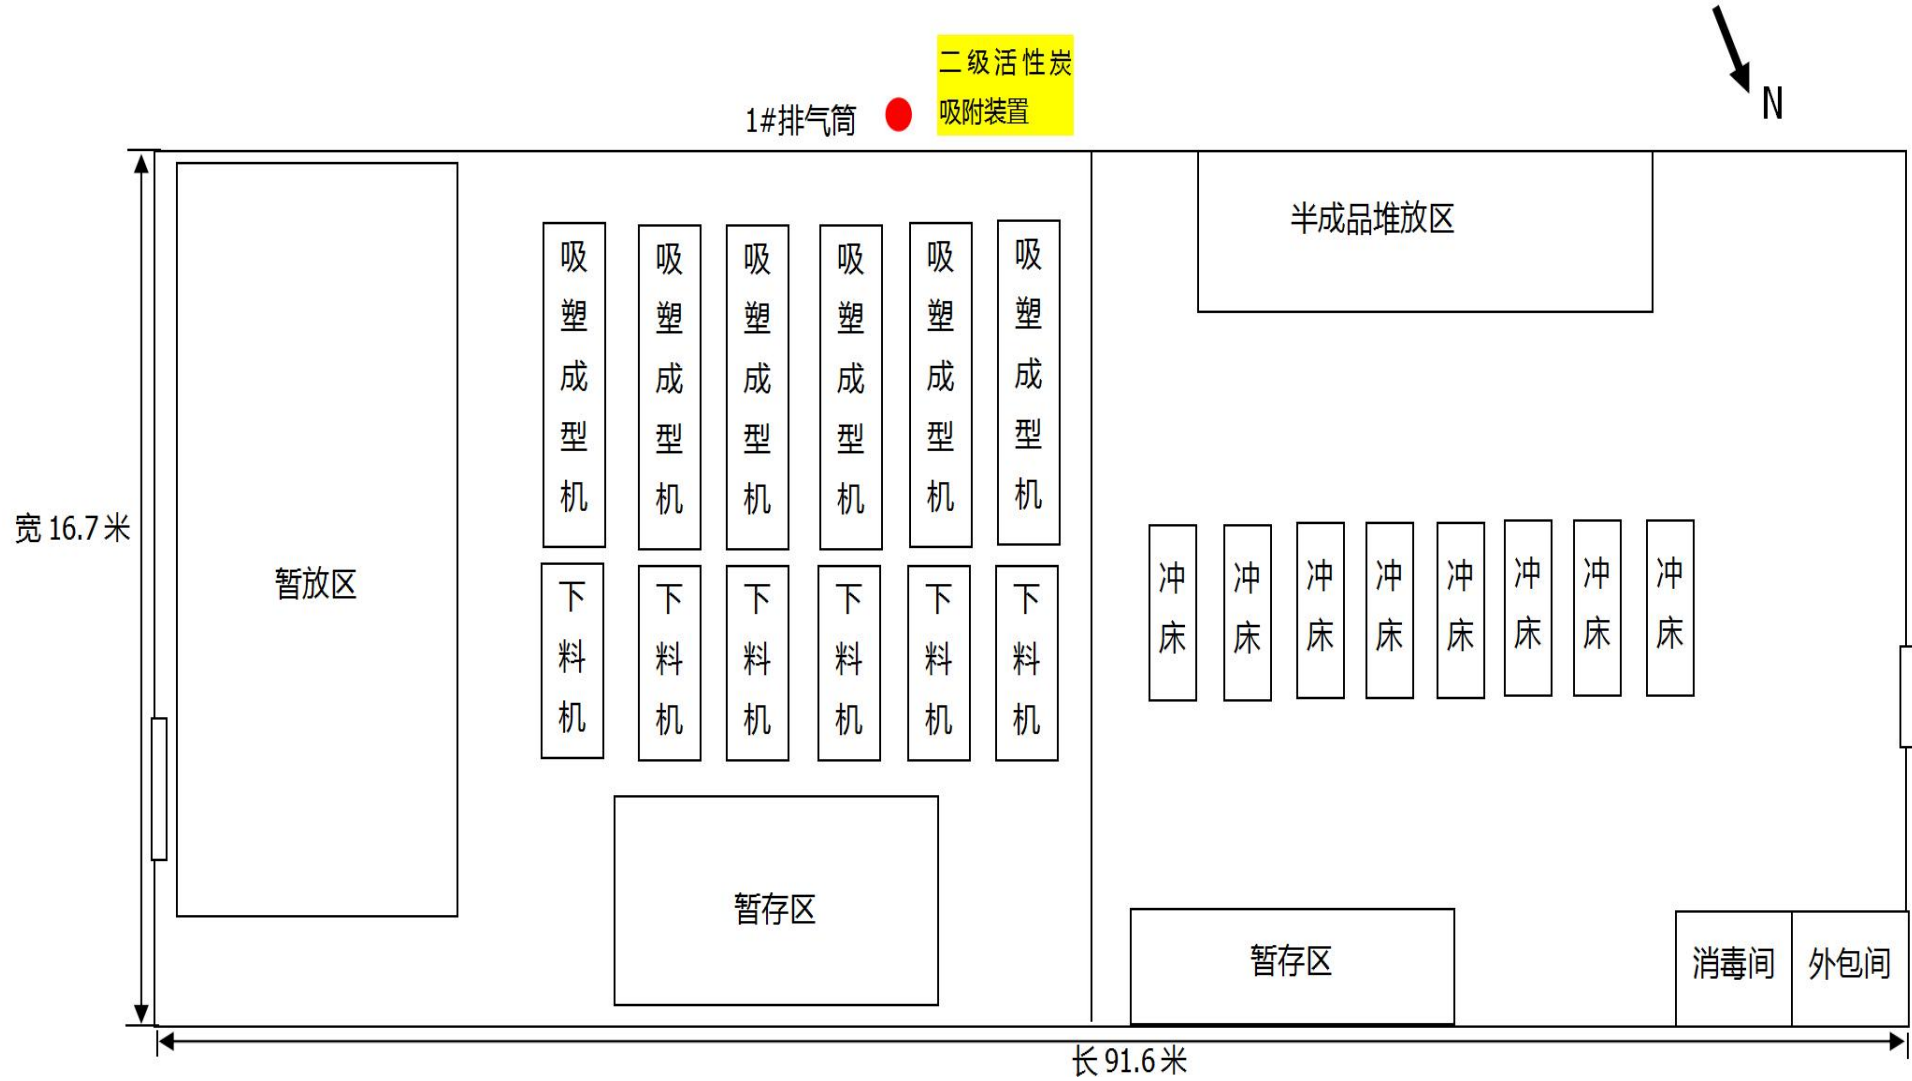 二级活性炭
吸附装置
1#排气筒
N
半成品堆放区
吸塑成型机
吸塑成型机
吸塑成型机
吸塑成型机
吸塑成型机
吸塑成型机
宽 16.7 米
暂放区
下料机
下料机
下料机
下料机
下料机
下料机
冲床
冲床
冲床
冲床
冲床
冲床
冲床
冲床
暂存区
暂存区
消毒间
外包间
长 91.6 米